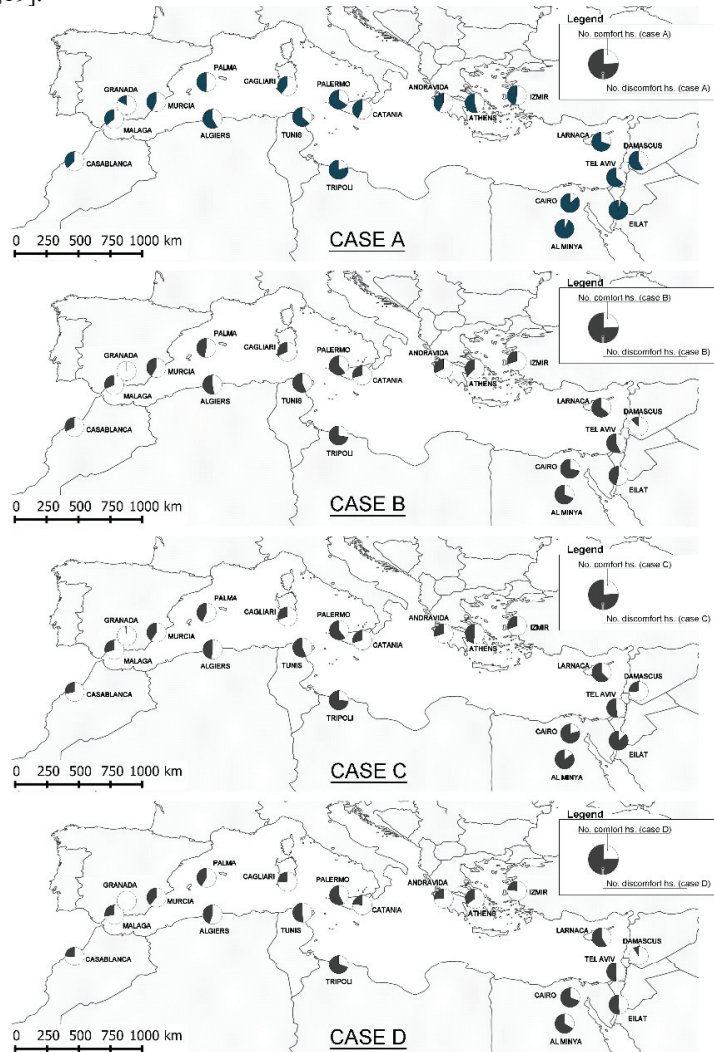 Legend
No. comfort hs. (case A)
No. discomfort hs. (case A)
PALMA
CAGLIARI
GRANADA
MURCIA
PALERMO
ANDRAVIDA
IZMIR
CATANIA
ATHENS
MALAGA
ALGIERS
TUNIS
LARNACA
DAMASCUS
CASABLANCA
TRIPOLI
TEL AVIV
CAIRO
EILAT
AL MINYA
0 250 500 750 1000 km
CASE A
Legend
No. comfort hs. (case B)
No. discomfort hs. (case B)
PALMA
CAGLIARI
GRANADA
MURCIA
PALERMO
ANDRAVIDA
IZMIR
CATANIA
ATHENS
MALAGA
ALGIERS
TUNIS
LARNACA
DAMASCUS
CASABLANCA
TRIPOLI
TEL AVIV
CAIRO
EILAT
AL MINYA
0 250 500 750 1000 km
CASE B
Legend
No. comfort hs. (case C)
No. discomfort hs. (case C)
PALMA
CAGLIARI
GRANADA
MURCIA
PALERMO
ANDRAVIDA
IZMIR
CATANIA
ATHENS
MALAGA
ALGIERS
TUNIS
LARNACA
DAMASCUS
CASABLANCA
TRIPOLI
TEL AVIV
CAIRO
EILAT
AL MINYA
0 250 500 750 1000 km
CASE C
Legend
No. comfort hs. (case D)
No. discomfort hs. (case D)
PALMA
CAGLIARI
GRANADA
MURCIA
PALERMO
ANDRAVIDA
IZMIR
CATANIA
ATHENS
MALAGA
ALGIERS
TUNIS
LARNACA
DAMASCUS
CASABLANCA
TRIPOLI
TEL AVIV
CAIRO
EILAT
AL MINYA
0 250 500 750 1000 km
CASE D